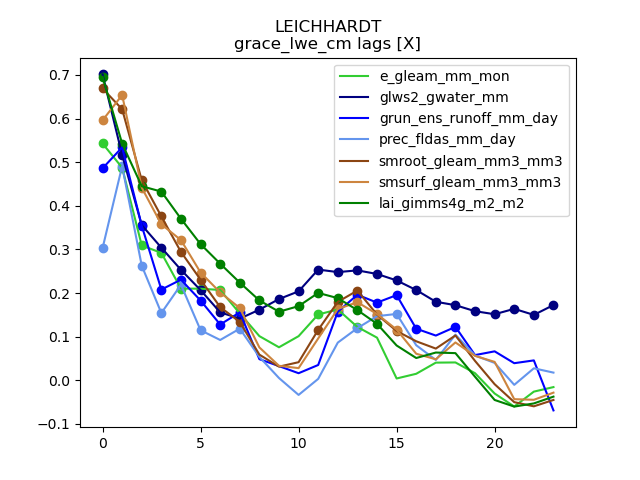 LEICHHARDT
grace_lwe_cm lags [X]
e_gleam_mm_mon
glws2_gwater_mm
grun_ens_runoff_mm_day
prec_fldas_mm_day
smroot_gleam_mm3_mm3
smsurf_gleam_mm3_mm3
lai_gimms4g_m2_m2
0.7
0.6
0.5
0.4
0.3
0.2
0.1
0.0
−0.1
0 5 10 15 20